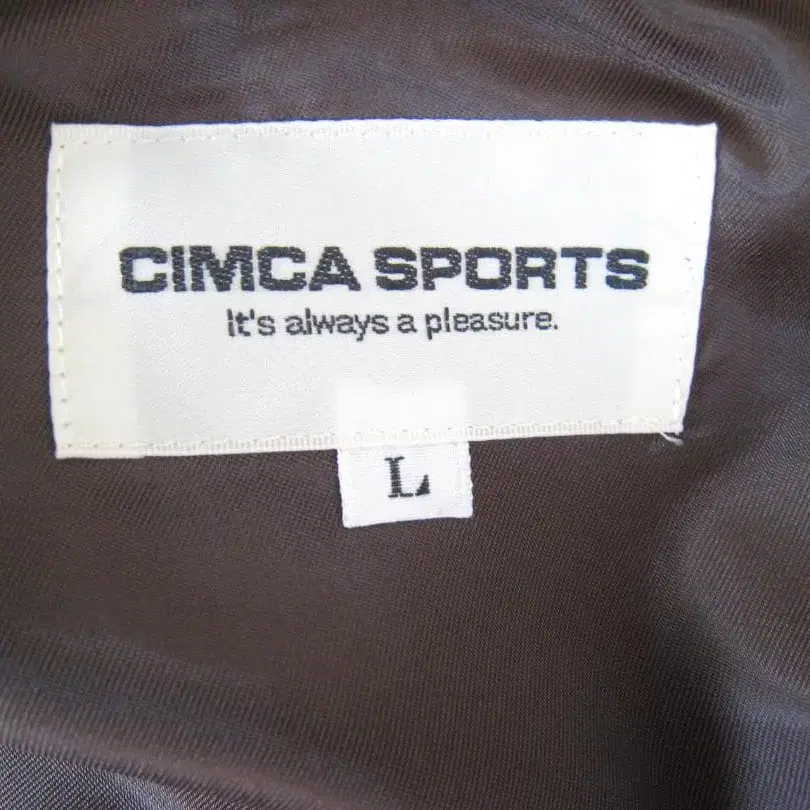 CIMCA SPORTS
It's always a pleasure.
L